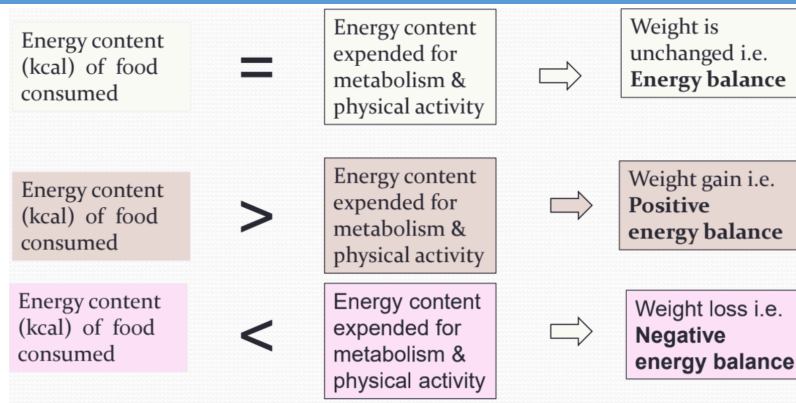 Energy content
(kcal) of food
consumed
=
Energy content
expended for
metabolism &
physical activity
Weight is
unchanged i.e.
Energy balance
Energy content
(kcal) of food
consumed
>
Energy content
expended for
metabolism &
physical activity
Weight gain i.e.
Positive
energy balance
Energy content
(kcal) of food
consumed
<
Energy content
expended for
metabolism &
physical activity
Weight loss i.e.
Negative
energy balance